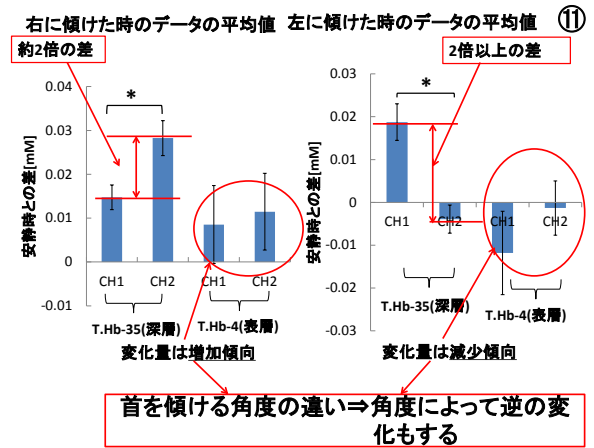 右に傾けた時のデータの平均値
左に傾けた時のデータの平均値
⑪
約2倍の差
2倍以上の差
安静時との差[mM]
0.04
0.03
0.02
0.01
0
-0.01
*
CH1 CH2 CH1 CH2
T.Hb-35(深層) T.Hb-4(表層)
変化量は増加傾向
安静時との差[mM]
0.03
0.02
0.01
0
-0.01
-0.02
-0.03
*
CH1 CH2 CH1 CH2
T.Hb-35(深層)
T.Hb-4(表層)
変化量は減少傾向
首を傾ける角度の違い⇒角度によって逆の変
化もする